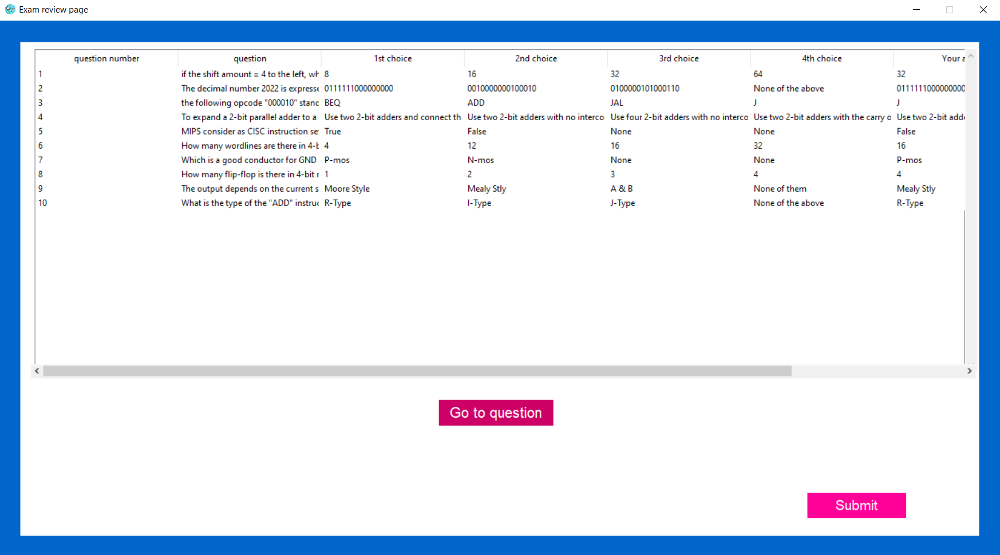 Exam review page
question number question 1st choice 2nd choice 3rd choice 4th choice Your a
1 if the shift amount = 4 to the left, wh 8 16 32 64 32
2 The decimal number 2022 is expresse 0111111000000000 0010000000100010 0100000101000110 None of the above 0111111000000000
3 the following opcode "000010" stand BEQ ADD JAL J J
4 To expand a 2-bit parallel adder to a Use two 2-bit adders and connect th Use two 2-bit adders with no interco Use four 2-bit adders with no interco Use two 2-bit adders with the carry o Use two 2-bit adde
5 MIPS consider as CISC instruction se True False None None False
6 How many wordlines are there in 4-b 4 12 16 32 16
7 Which is a good conductor for GND P-mos N-mos None None P-mos
8 How many flip-flop is there in 4-bit r 1 2 3 4 4
9 The output depends on the current s Moore Style Mealy Stly A & B None of them Mealy Stly
10 What is the type of the "ADD" instruc R-Type I-Type J-Type None of the above R-Type
Go to question
Submit